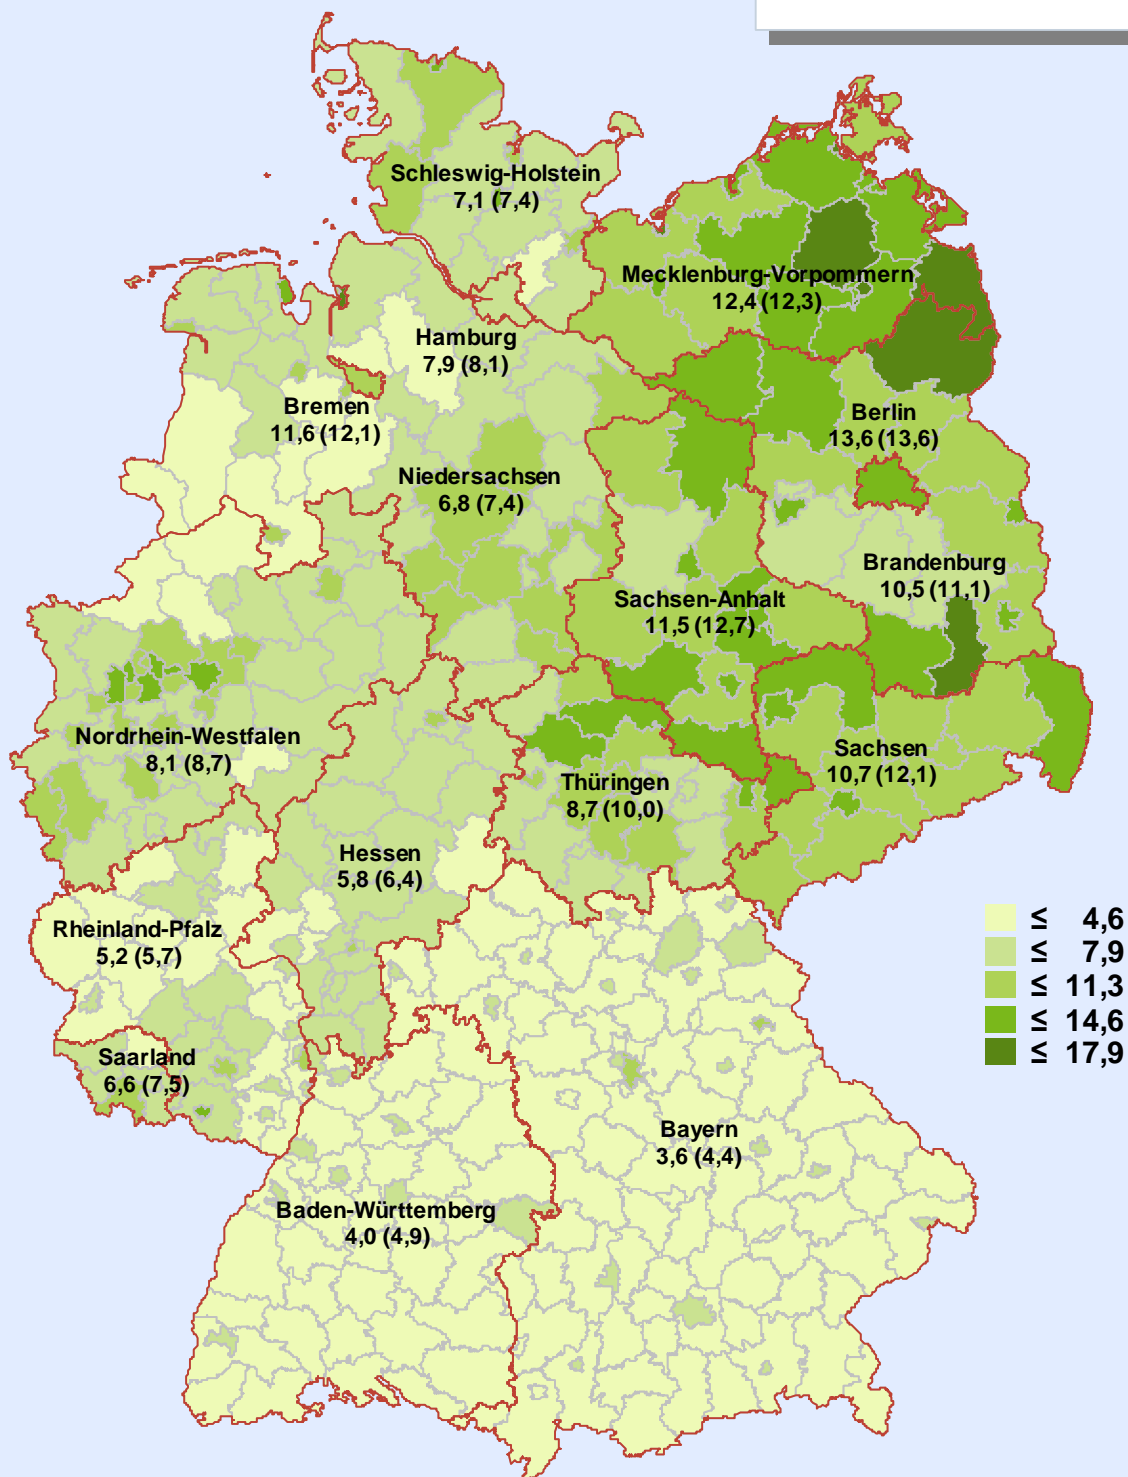 Schleswig-Holstein
7,1 (7,4)
Mecklenburg-Vorpommern
12,4 (12,3)
Hamburg
7,9 (8,1)
Bremen
11,6 (12,1)
Berlin
13,6 (13,6)
Niedersachsen
6,8 (7,4)
Brandenburg
10,5 (11,1)
Sachsen-Anhalt
11,5 (12,7)
Nordrhein-Westfalen
8,1 (8,7)
Sachsen
10,7 (12,1)
Thüringen
8,7 (10,0)
Hessen
5,8 (6,4)
Rheinland-Pfalz
5,2 (5,7)
Saarland
6,6 (7,5)
Bayern
3,6 (4,4)
Baden-Württemberg
4,0 (4,9)
≤ 4,6
≤ 7,9
≤ 11,3
≤ 14,6
≤ 17,9